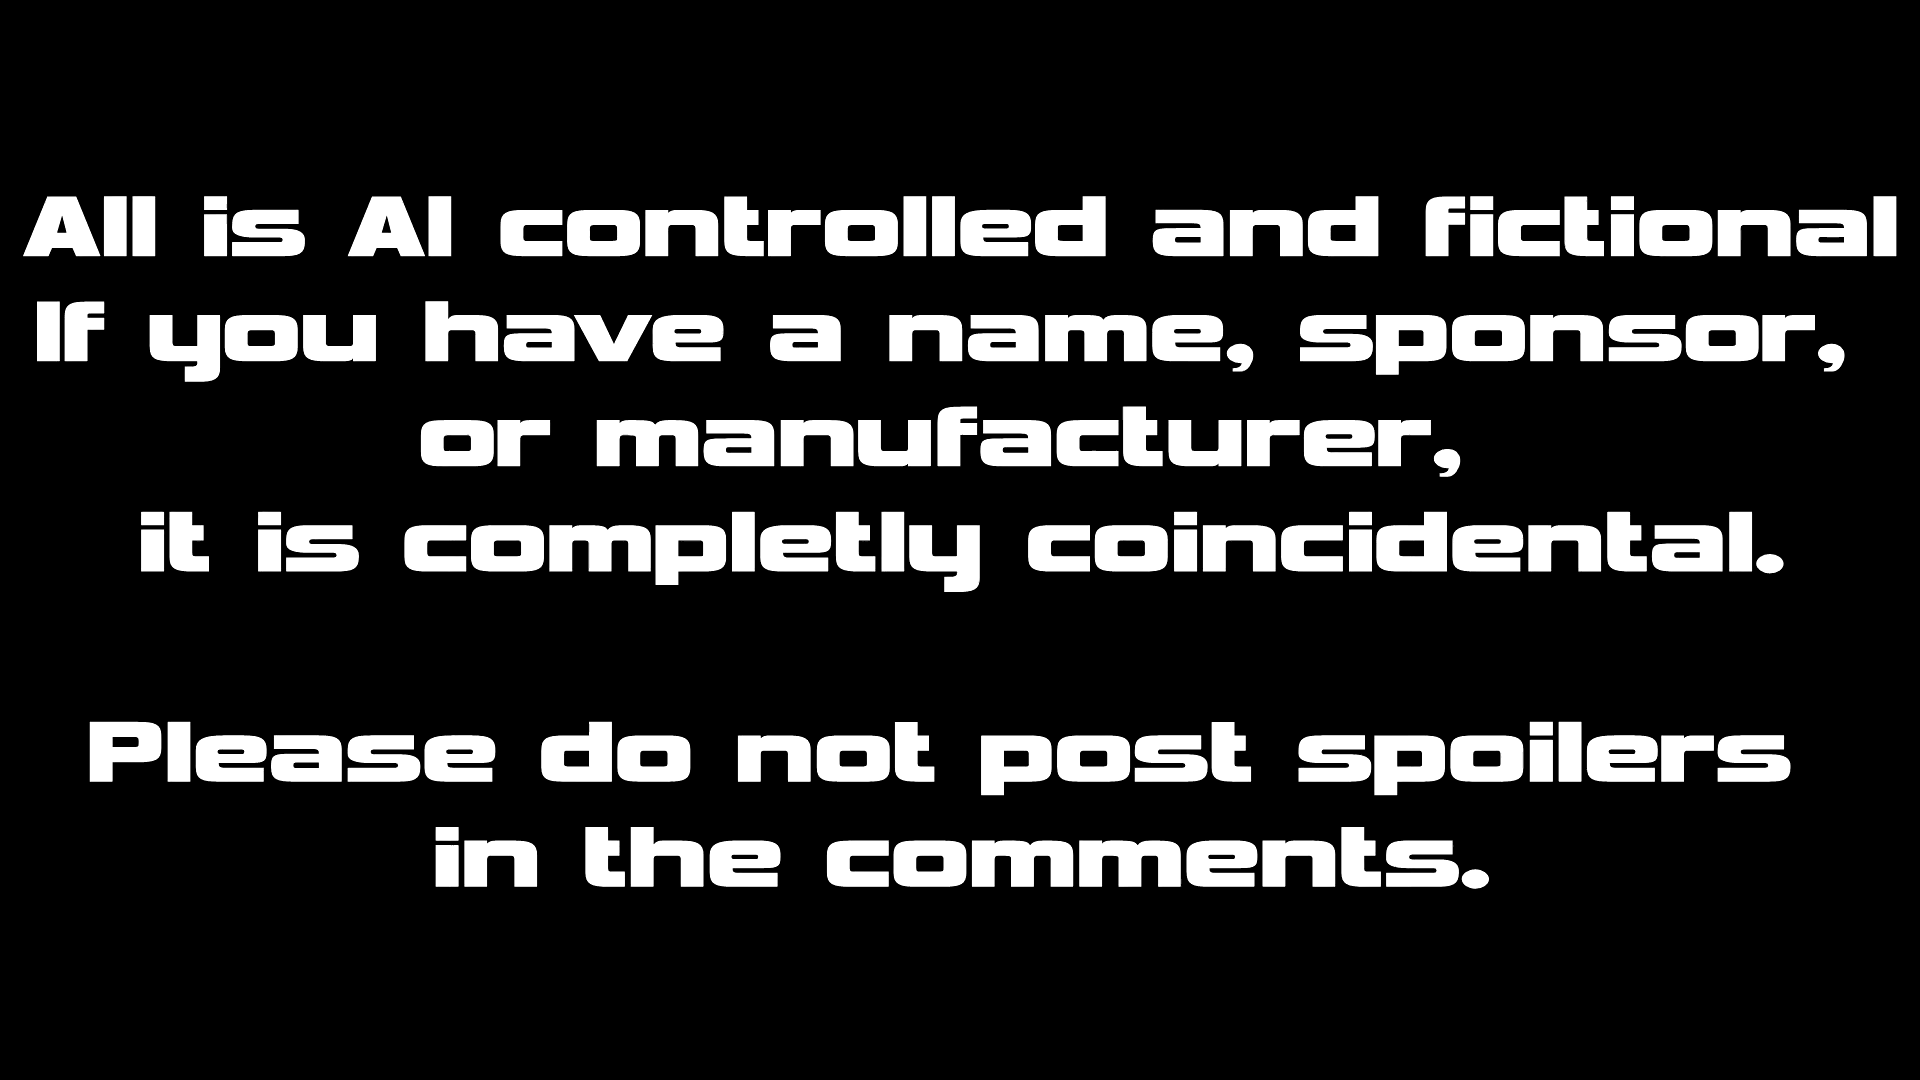 All is AI controlled and fictional
If you have a name, sponsor,
or manufacturer,
it is completly coincidental.
Please do not post spoilers
in the comments.